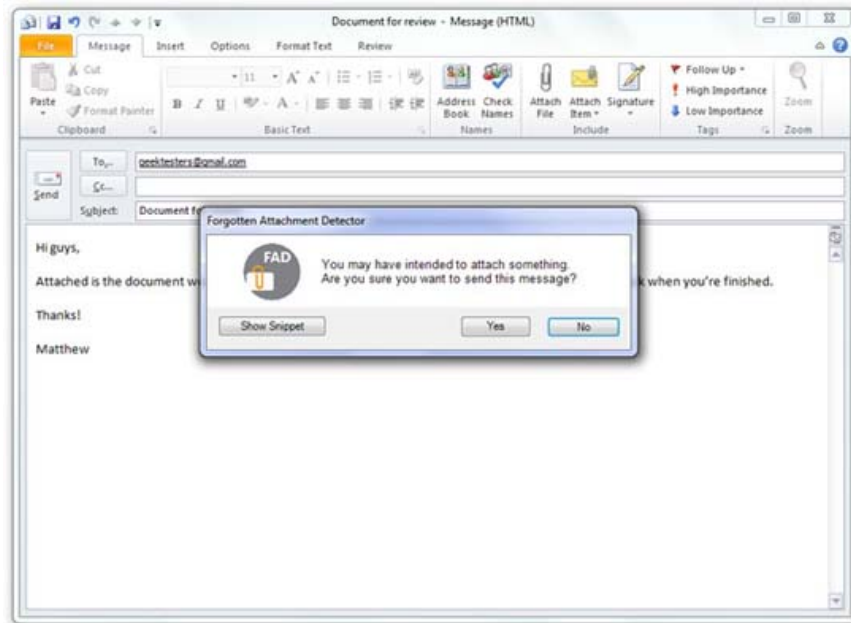 Document for review - Message (HTML)
File Message Insert Options Format Text Review
Cut
Copy
Format Painter
Paste
Clipboard
11
B I U A
Basic Text
Address Book
Check Names
Names
Attach File
Attach Item
Signature
Include
Follow Up
High Importance
Low Importance
Tags
Zoom
Zoom
Send
To...
geektesters@gmail.com
Cc...
Subject: Document f
Forgotten Attachment Detector
FAD
You may have intended to attach something.
Are you sure you want to send this message?
Show Snippet Yes No
Hi guys,
Attached is the document w k when you're finished.
Thanks!
Matthew